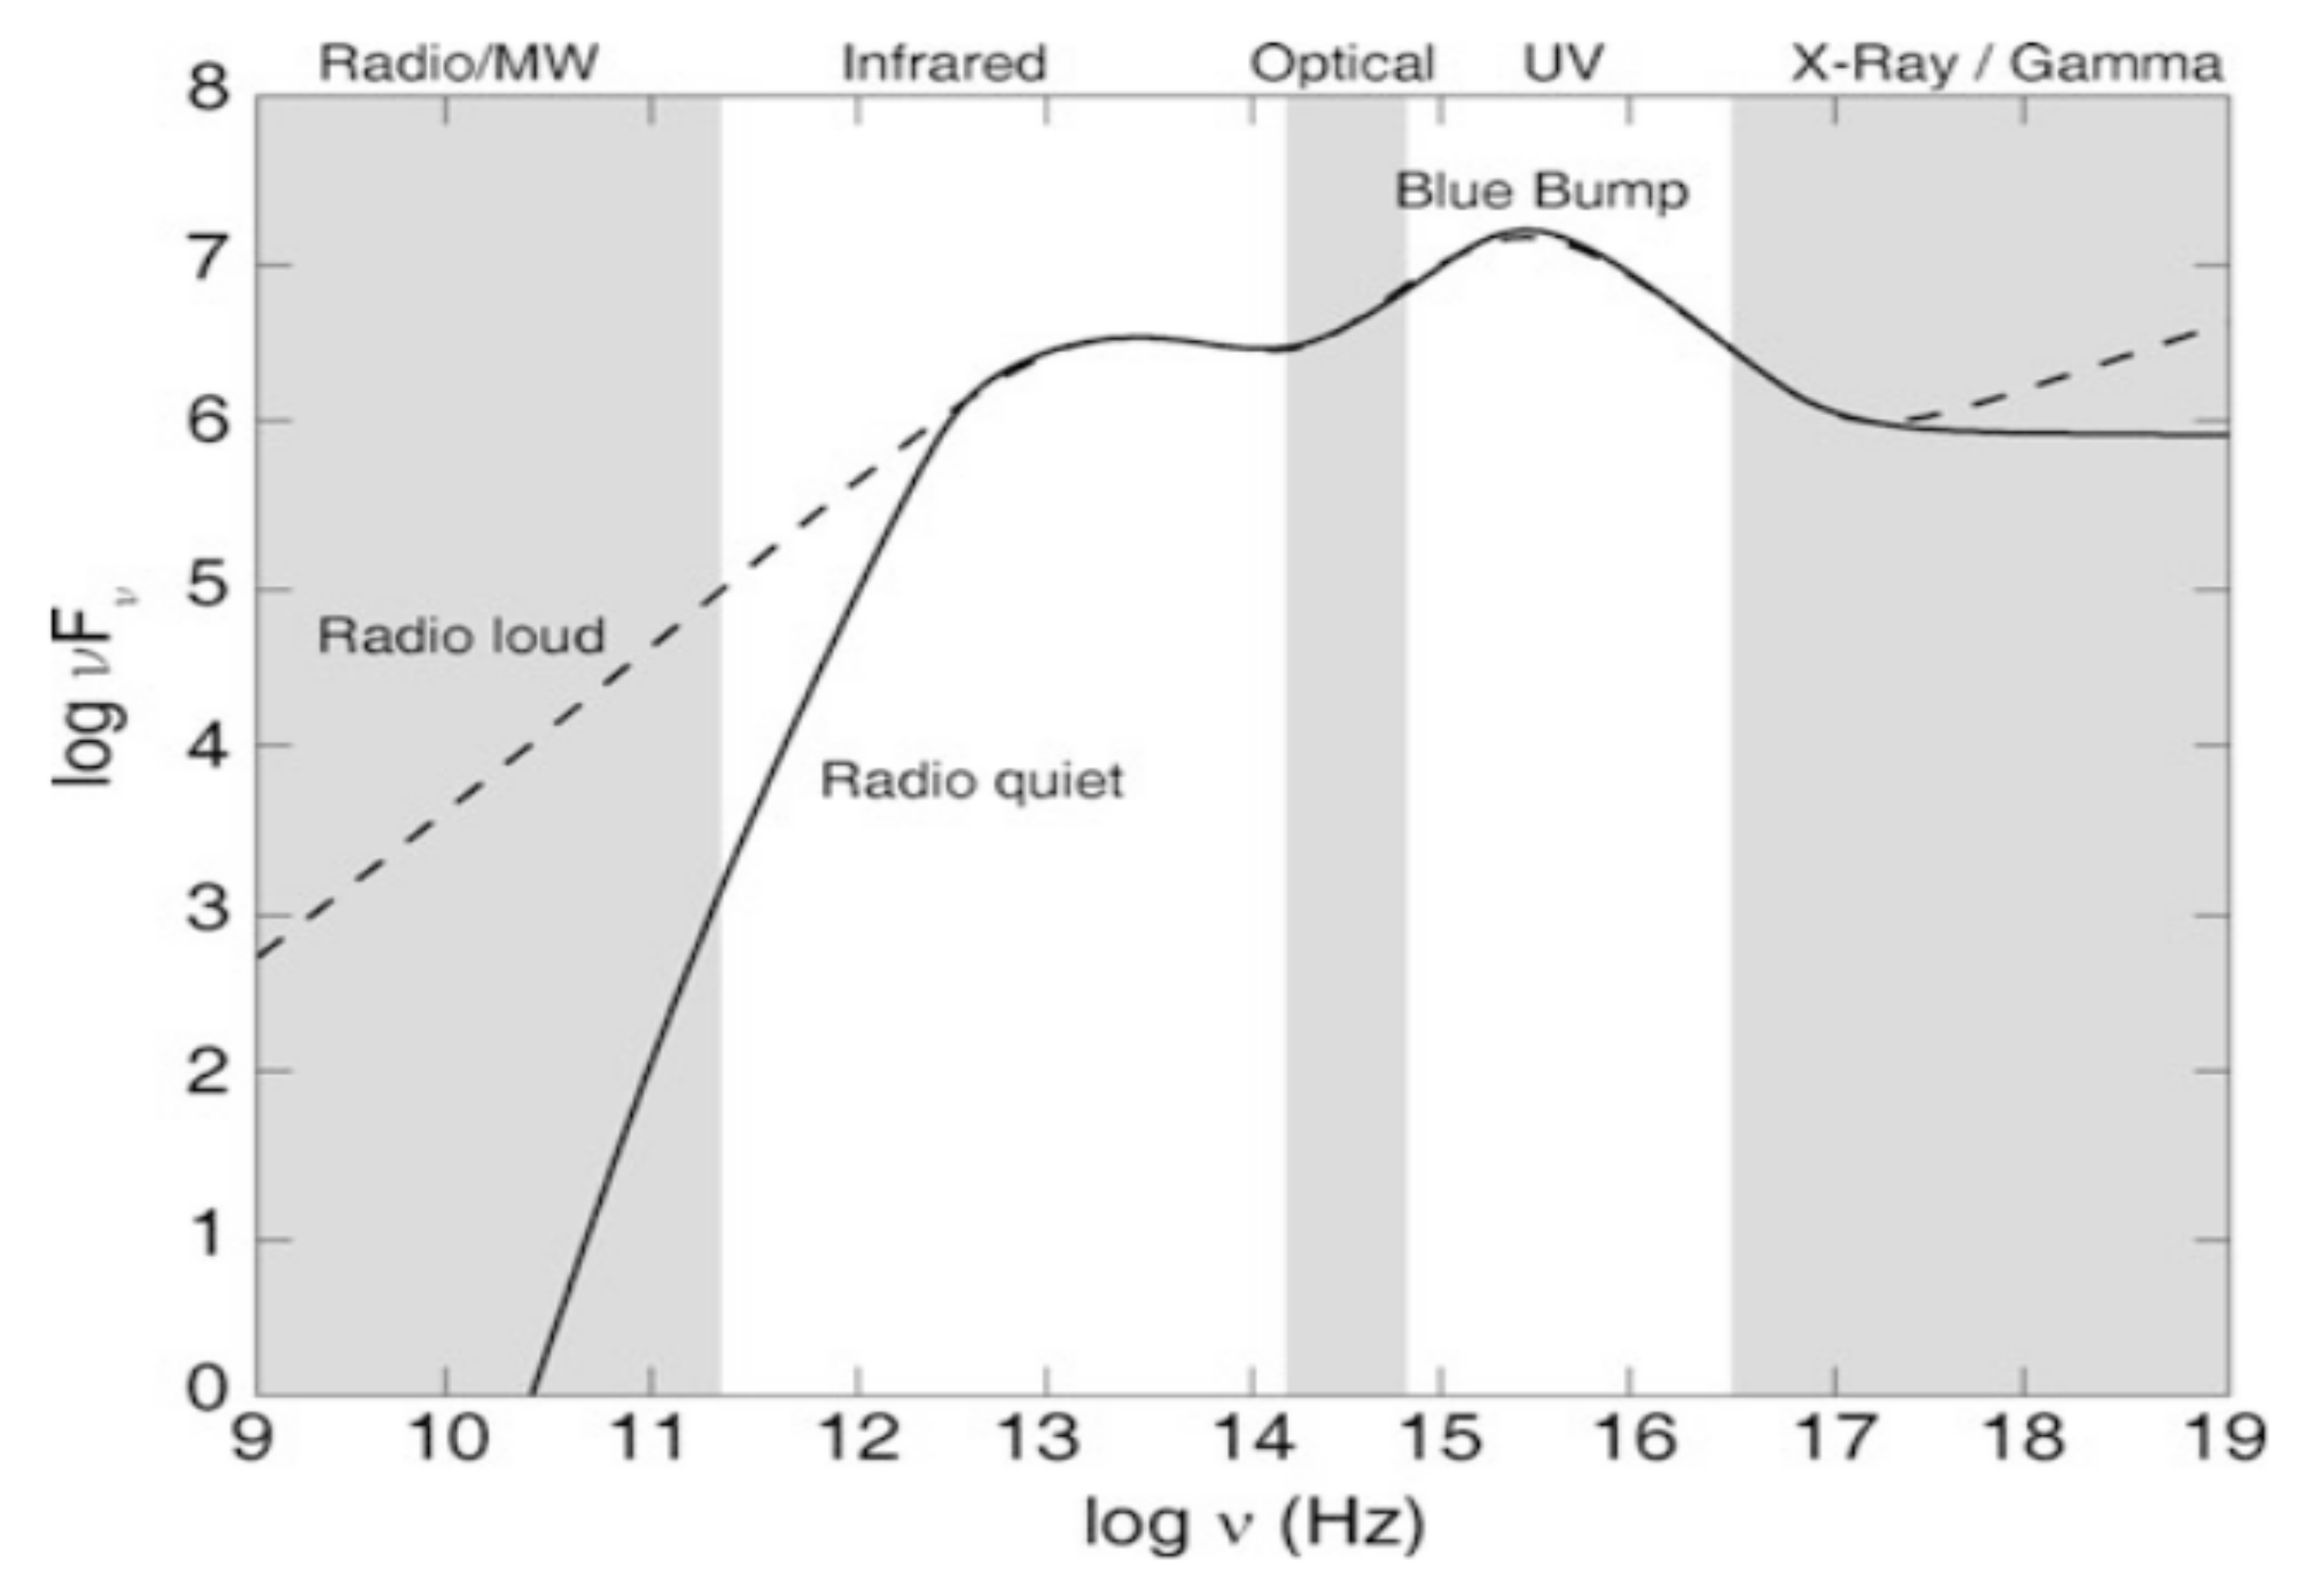 Radio/MW Infrared Optical UV X-Ray / Gamma
8
Blue Bump
7
6
5
Radio loud
log νFν
4
Radio quiet
3
2
1
0
9 10 11 12 13 14 15 16 17 18 19
log ν (Hz)